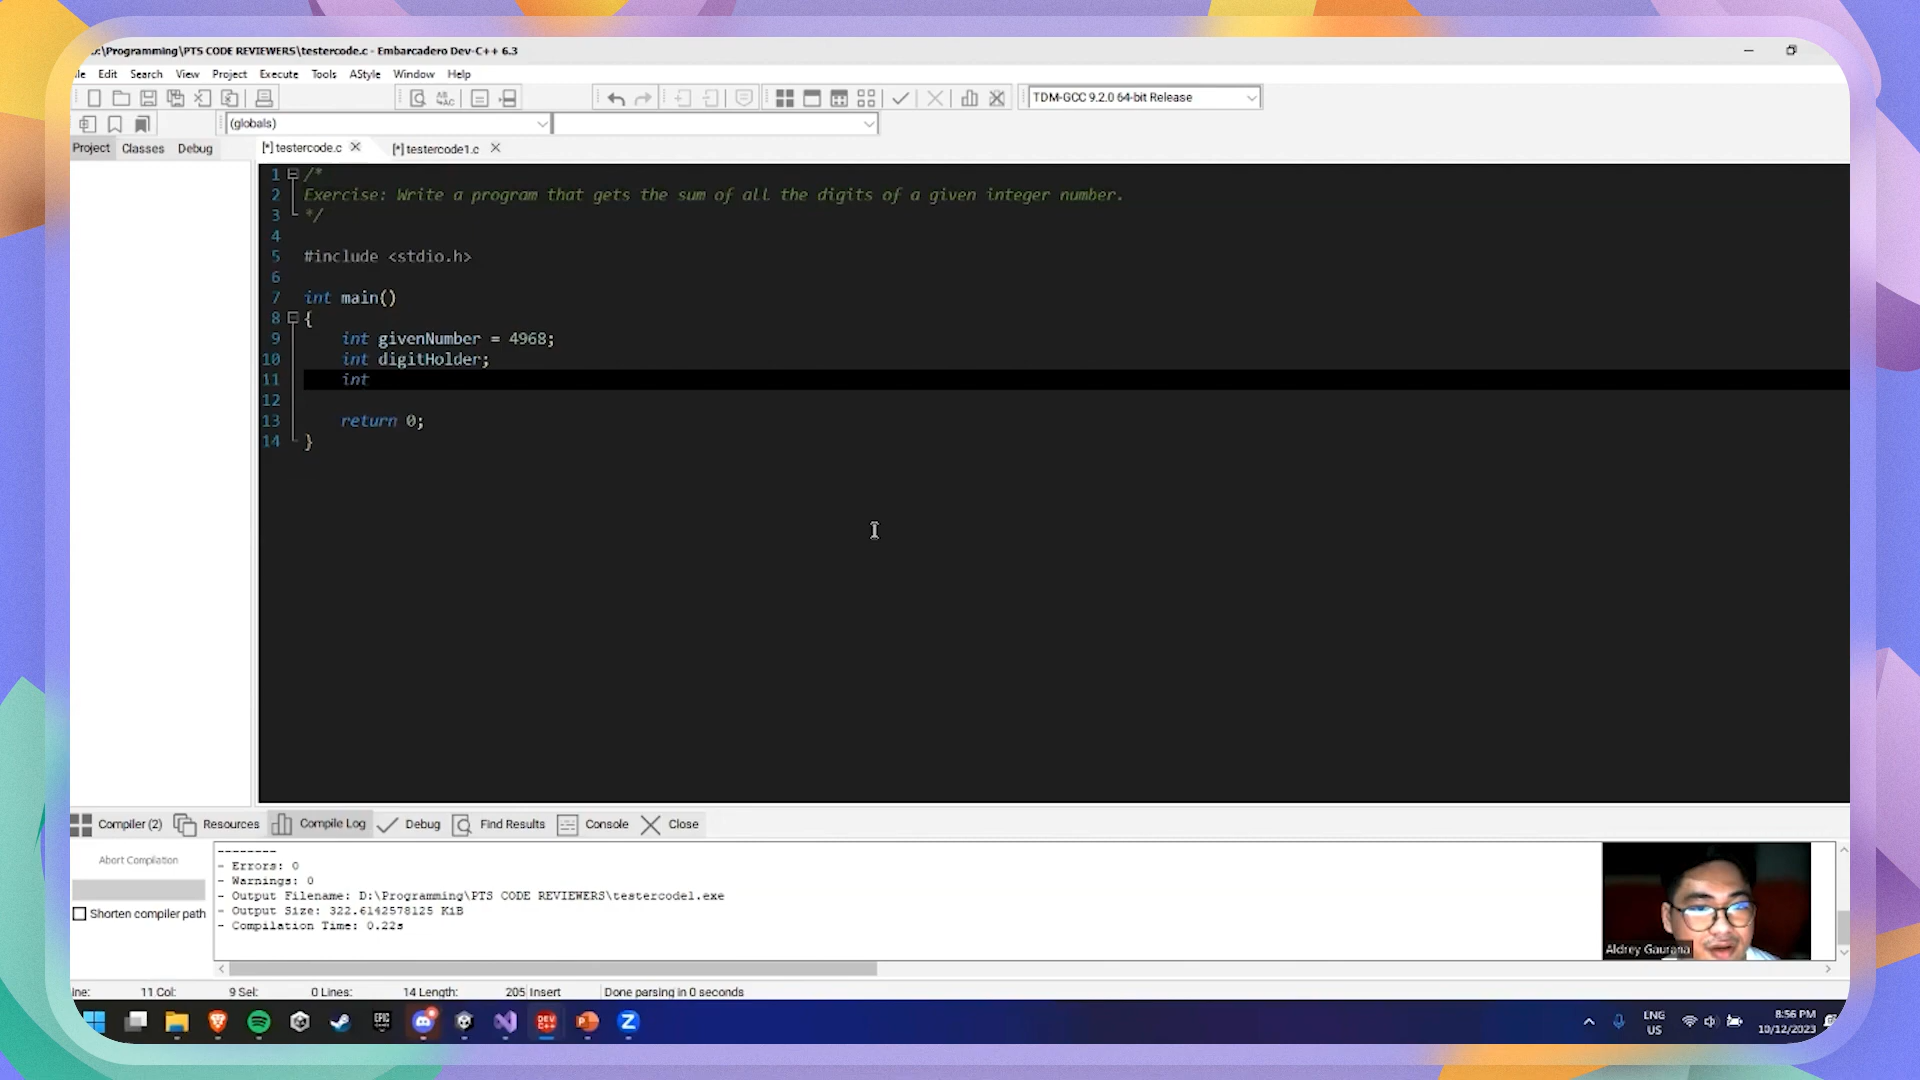 D:\Programming\PTS CODE REVIEWERS\testercode.c - Embarcadero Dev-C++ 6.3
Edit Search View Project Execute Tools AStyle Window Help
TDM-GCC 9.2.0 64-bit Release
(globals)
Project Classes Debug [*] testercode.c [*] testercode1.c
1 /*
2 Exercise: Write a program that gets the sum of all the digits of a given integer number.
3 */
4
5 #include <stdio.h>
6
7 int main()
8 {
9 int givenNumber = 4968;
10 int digitHolder;
11 int
12
13 return 0;
14 }
Compiler (2) Resources Compile Log Debug Find Results Console Close
Abort Compilation
Shorten compiler path
--------
- Errors: 0
- Warnings: 0
- Output Filename: D:\Programming\PTS CODE REVIEWERS\testercode1.exe
- Output Size: 322.6142578125 KiB
- Compilation Time: 0.22s
Aldrey Gaurana
ine: 11 Col: 9 Sel: 0 Lines: 14 Length: 205 Insert Done parsing in 0 seconds
EPIC
DEV C++
ENG
US
8:56 PM
10/12/2023